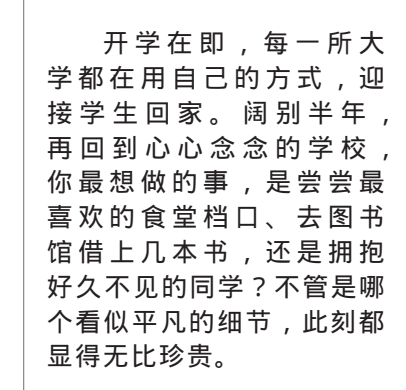 开学在即，每一所大
学都在用自己的方式，迎
接学生回家。阔别半年，
再回到心心念念的学校，
你最想做的事，是尝尝最
喜欢的食堂档口、去图书
馆借上几本书，还是拥抱
好久不见的同学？不管是哪
个看似平凡的细节，此刻都
显得无比珍贵。